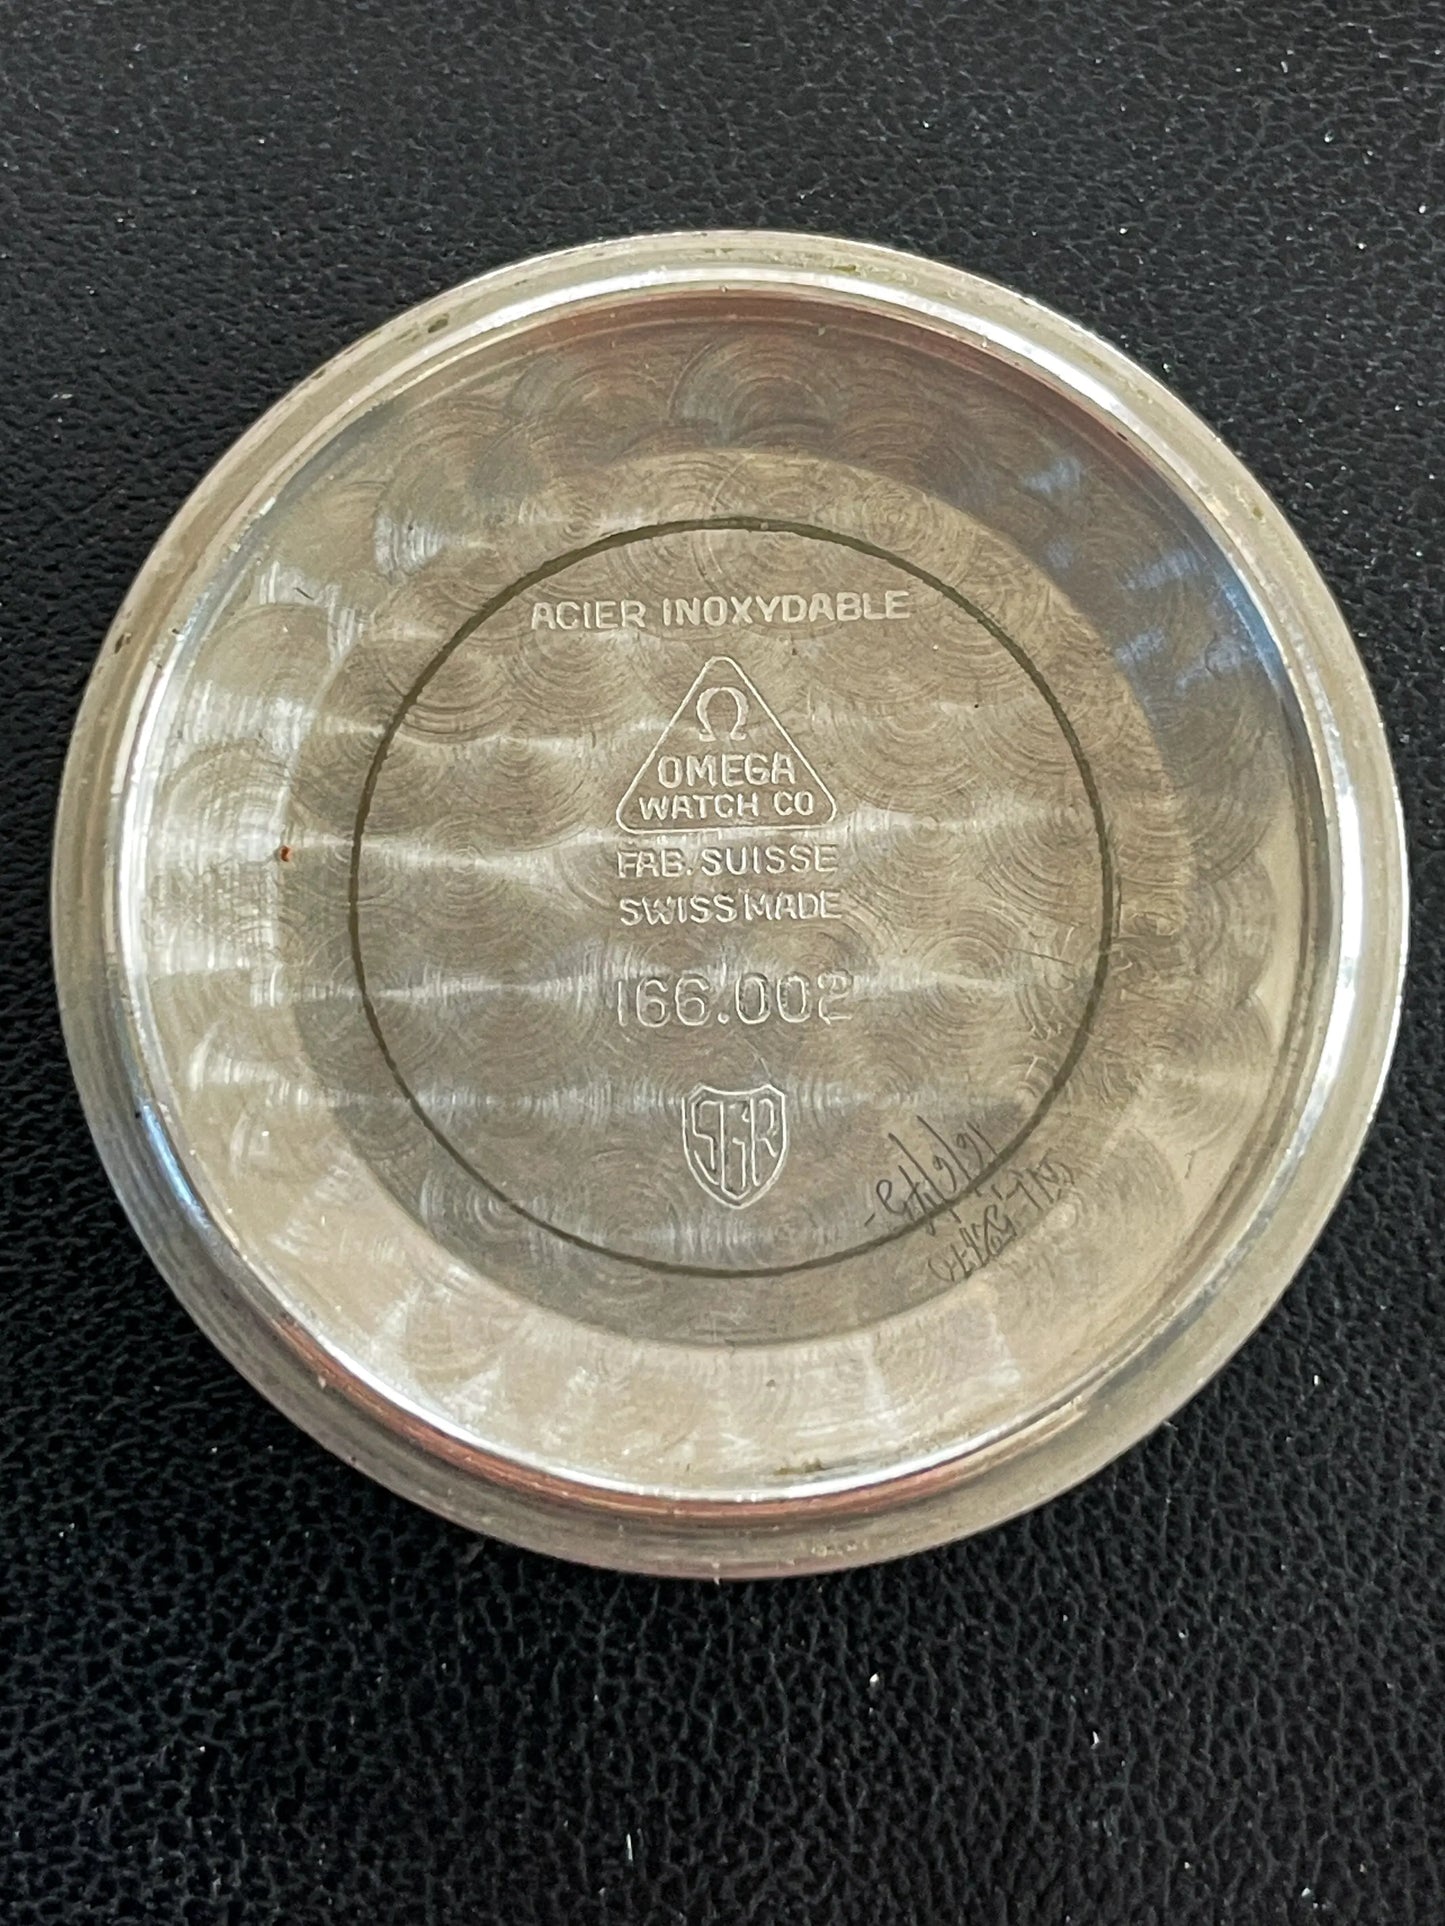 ACIER INOXYDABLE
Ω
OMEGA
WATCH CO
FAB. SUISSE
SWISS MADE
166.002
SGR